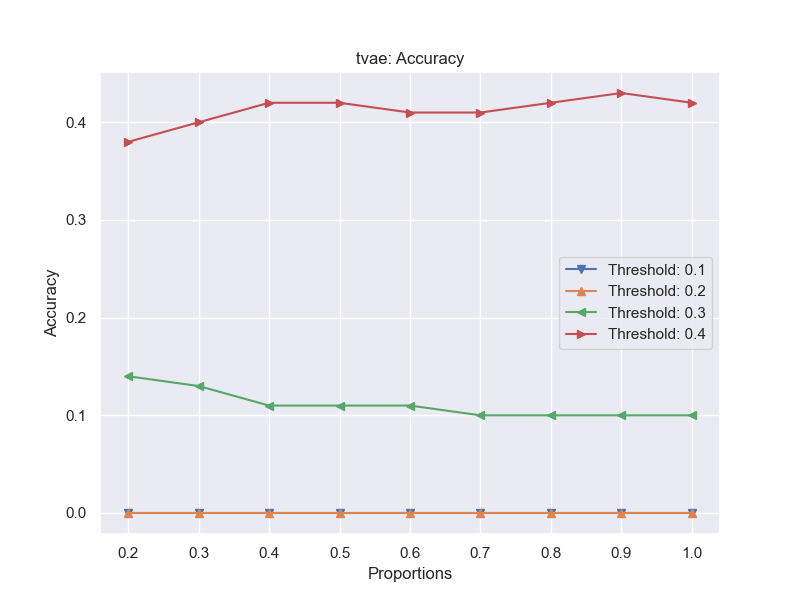 tvae: Accuracy
Accuracy
0.4
0.3
0.2
0.1
0.0
Threshold: 0.1
Threshold: 0.2
Threshold: 0.3
Threshold: 0.4
0.2 0.3 0.4 0.5 0.6 0.7 0.8 0.9 1.0
Proportions